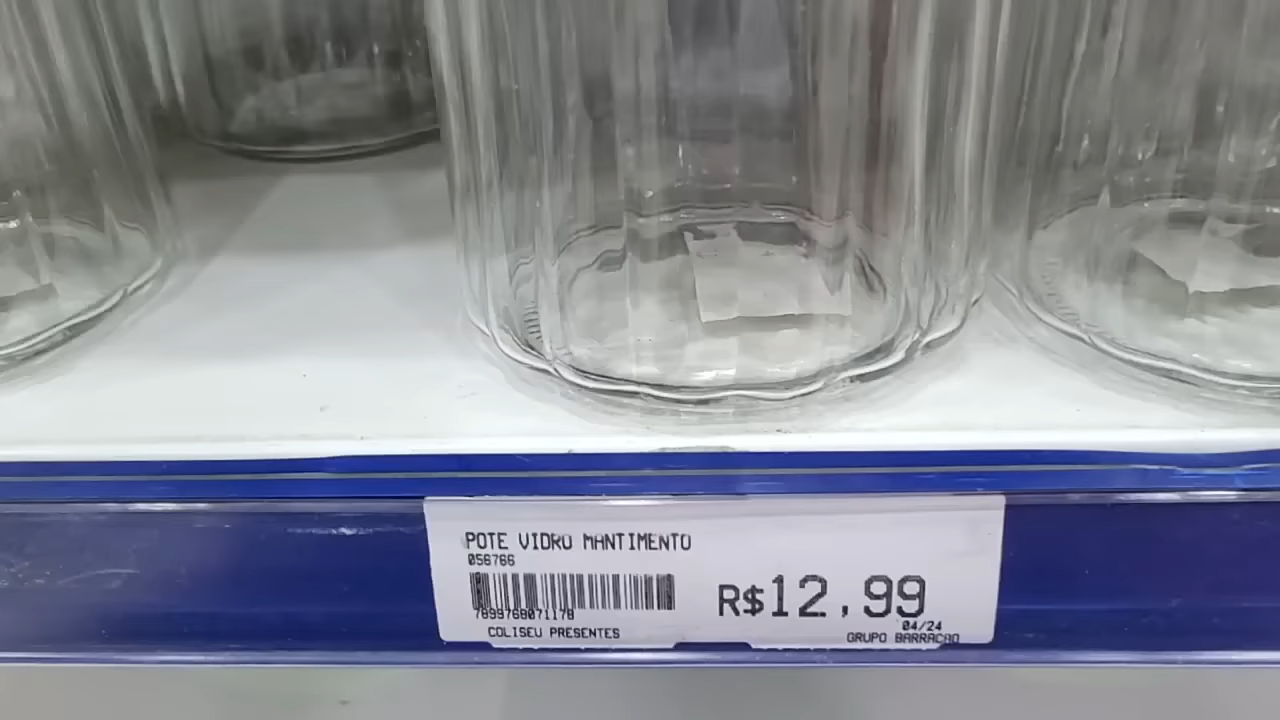 POTE VIDRO MANTIMENTO
056766
7899768071178
R$12,99
04/24
COLISEU PRESENTES
GRUPO BARRACAO